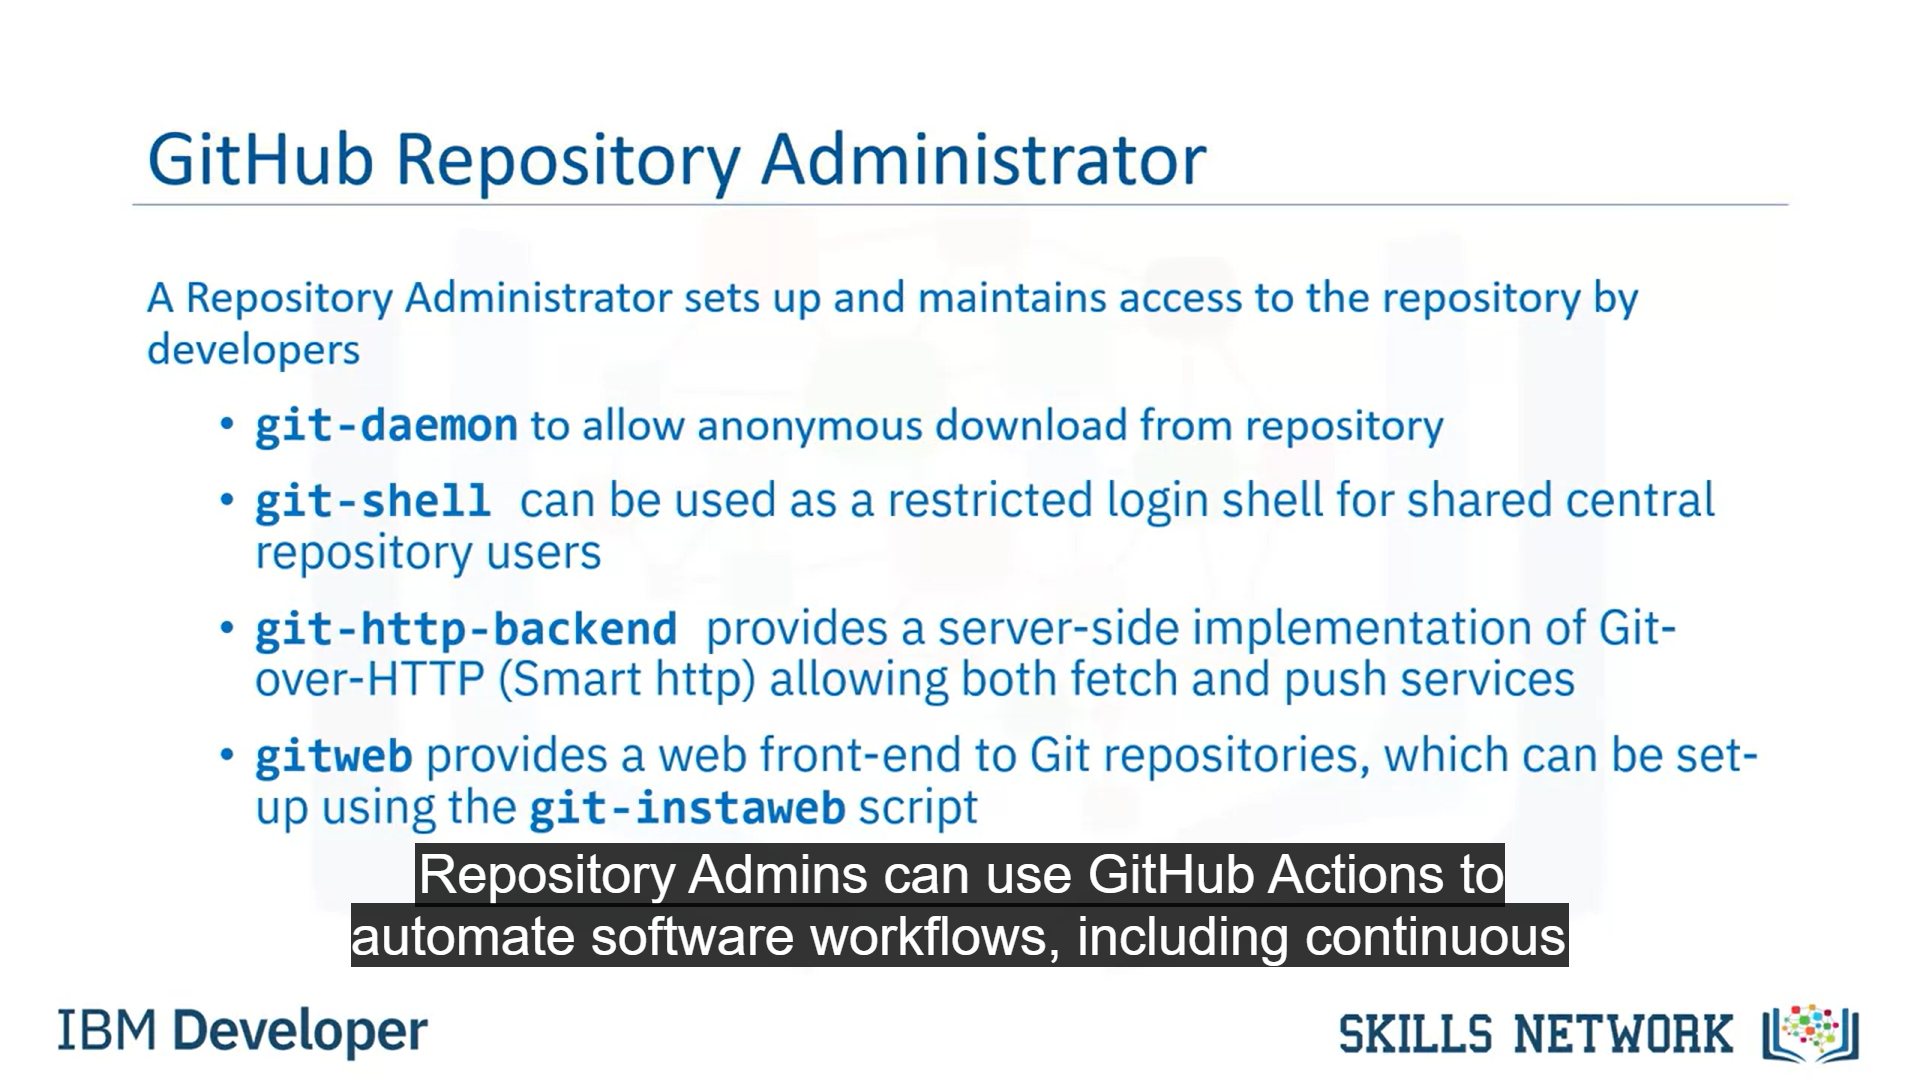 GitHub Repository Administrator
A Repository Administrator sets up and maintains access to the repository by
developers
• git-daemon to allow anonymous download from repository
• git-shell can be used as a restricted login shell for shared central
repository users
• git-http-backend provides a server-side implementation of Git-
over-HTTP (Smart http) allowing both fetch and push services
• gitweb provides a web front-end to Git repositories, which can be set-
up using the git-instaweb script
Repository Admins can use GitHub Actions to
automate software workflows, including continuous
IBM Developer
SKILLS NETWORK